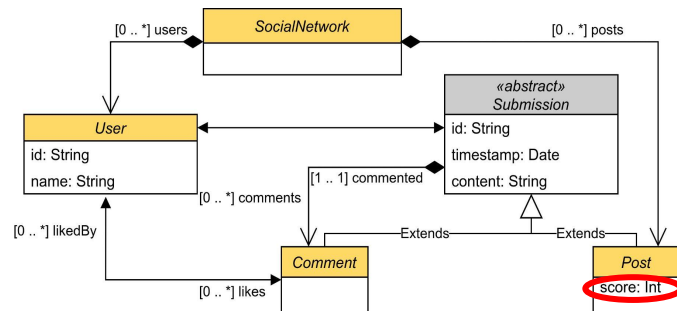 [0 .. *] users
SocialNetwork
[0 .. *] posts
«abstract»
Submission
User
id: String
id: String
name: String
timestamp: Date
content: String
[1 .. 1] commented
[0 .. *] comments
[0 .. *] likedBy
Extends
Extends
Comment
Post
score: Int
[0 .. *] likes